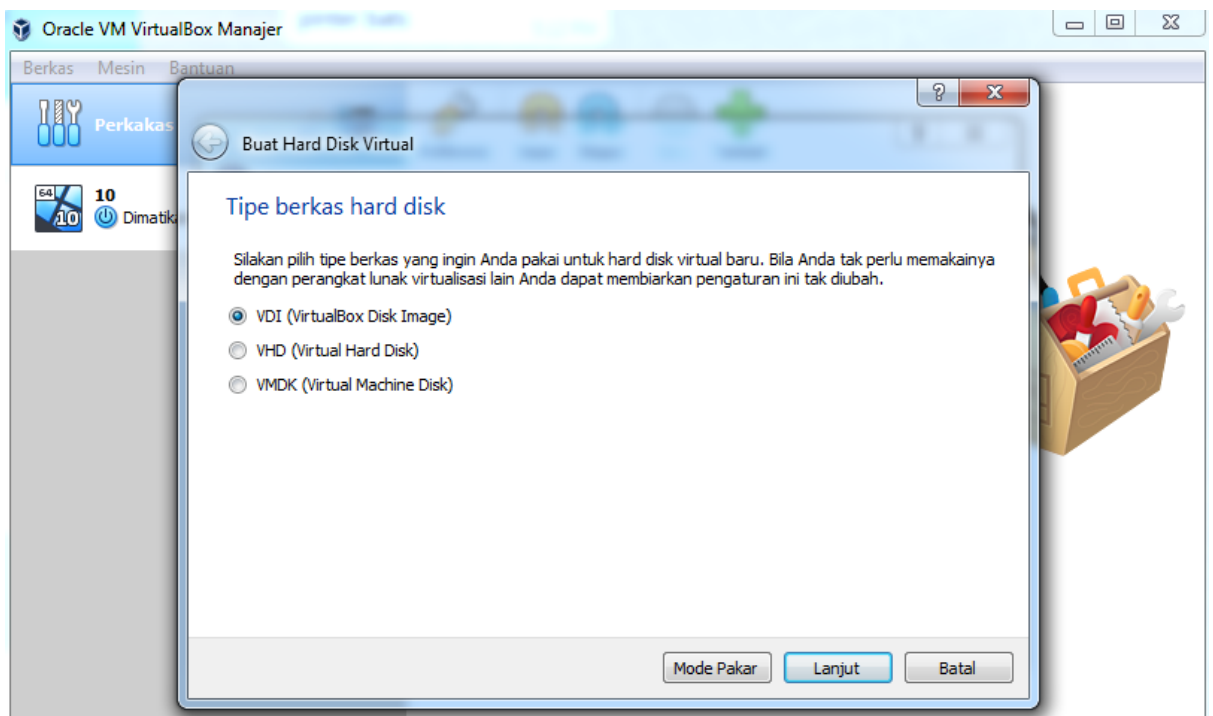 Oracle VM VirtualBox Manajer
Berkas Mesin Bantuan
Perkakas
Buat Hard Disk Virtual
64
10
10
Dimatika
Tipe berkas hard disk
Silakan pilih tipe berkas yang ingin Anda pakai untuk hard disk virtual baru. Bila Anda tak perlu memakainya
dengan perangkat lunak virtualisasi lain Anda dapat membiarkan pengaturan ini tak diubah.
VDI (VirtualBox Disk Image)
VHD (Virtual Hard Disk)
VMDK (Virtual Machine Disk)
Mode Pakar Lanjut Batal